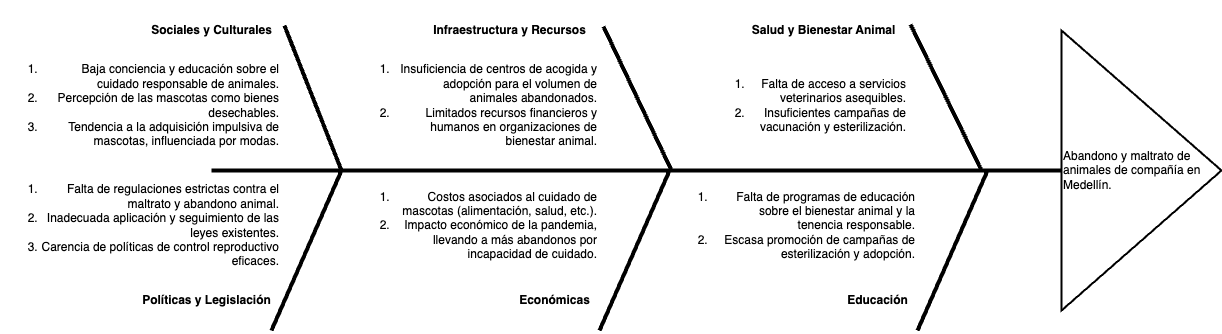 Sociales y Culturales
1. Baja conciencia y educación sobre el
cuidado responsable de animales.
2. Percepción de las mascotas como bienes
desechables.
3. Tendencia a la adquisición impulsiva de
mascotas, influenciada por modas.
Infraestructura y Recursos
1. Insuficiencia de centros de acogida y
adopción para el volumen de
animales abandonados.
2. Limitados recursos financieros y
humanos en organizaciones de
bienestar animal.
Salud y Bienestar Animal
1. Falta de acceso a servicios
veterinarios asequibles.
2. Insuficientes campañas de
vacunación y esterilización.
Abandono y maltrato de
animales de compañía en
Medellín.
1. Falta de regulaciones estrictas contra el
maltrato y abandono animal.
2. Inadecuada aplicación y seguimiento de las
leyes existentes.
3. Carencia de políticas de control reproductivo
eficaces.
Políticas y Legislación
1. Costos asociados al cuidado de
mascotas (alimentación, salud, etc.).
2. Impacto económico de la pandemia,
llevando a más abandonos por
incapacidad de cuidado.
Económicas
1. Falta de programas de educación
sobre el bienestar animal y la
tenencia responsable.
2. Escasa promoción de campañas de
esterilización y adopción.
Educación